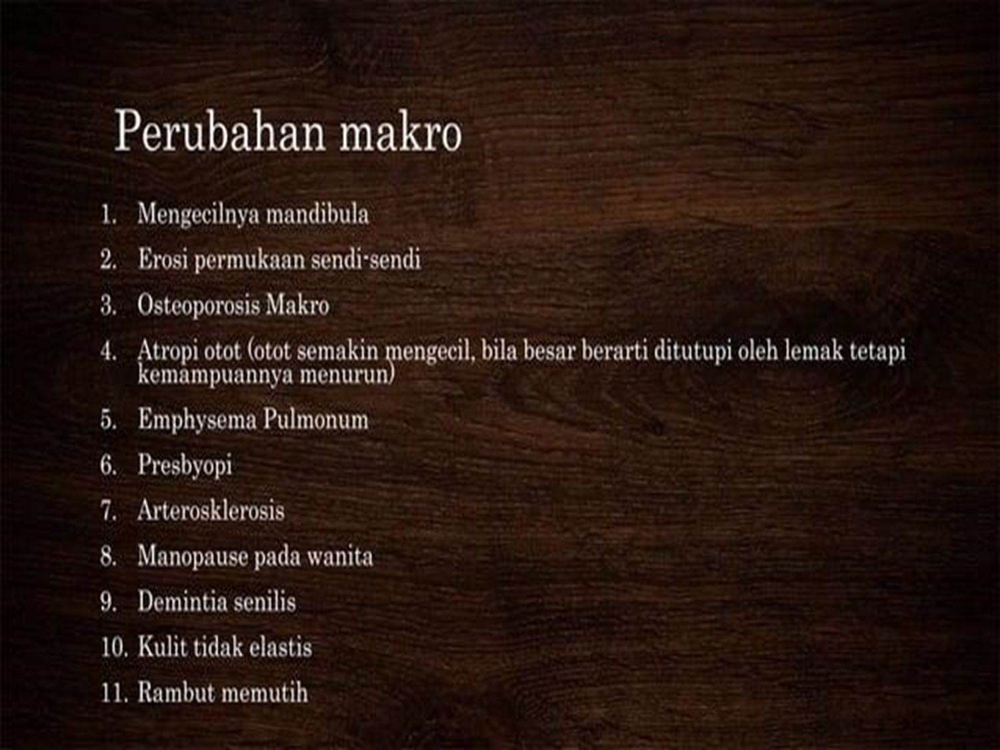 Perubahan makro
1. Mengecilnya mandibula
2. Erosi permukaan sendi-sendi
3. Osteoporosis Makro
4. Atropi otot (otot semakin mengecil, bila besar berarti ditutupi oleh lemak tetapi
kemampuannya menurun)
5. Emphysema Pulmonum
6. Presbyopi
7. Arterosklerosis
8. Manopause pada wanita
9. Demintia senilis
10. Kulit tidak elastis
11. Rambut memutih